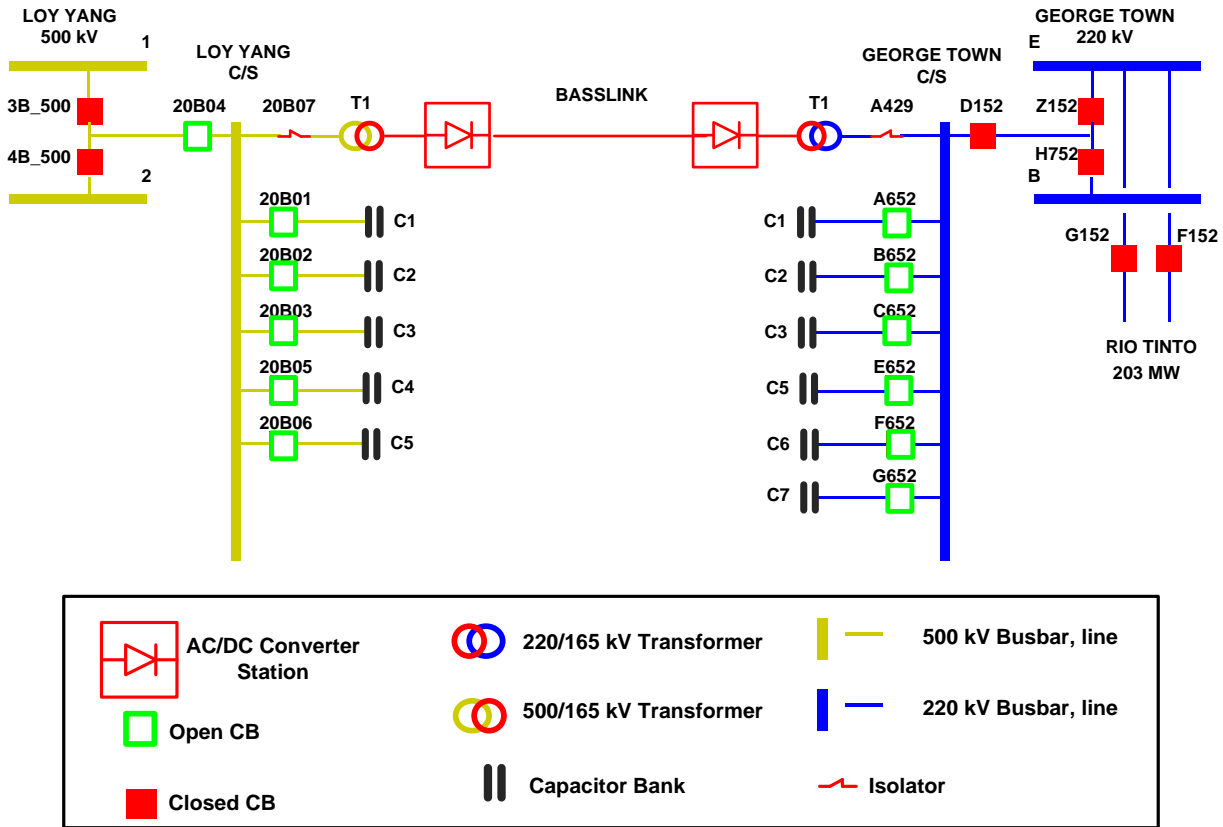 LOY YANG
500 kV
1
LOY YANG
C/S
3B_500
20B04
20B07
T1
4B_500
2
BASSLINK
GEORGE TOWN
C/S
T1
A429
D152
GEORGE TOWN
220 kV
E
Z152
H752
B
G152
F152
RIO TINTO
203 MW
20B01
C1
20B02
C2
20B03
C3
20B05
C4
20B06
C5
A652
C1
B652
C2
C652
C3
E652
C5
F652
C6
G652
C7
AC/DC Converter
Station
220/165 kV Transformer
500 kV Busbar, line
Open CB
500/165 kV Transformer
220 kV Busbar, line
Closed CB
Capacitor Bank
Isolator